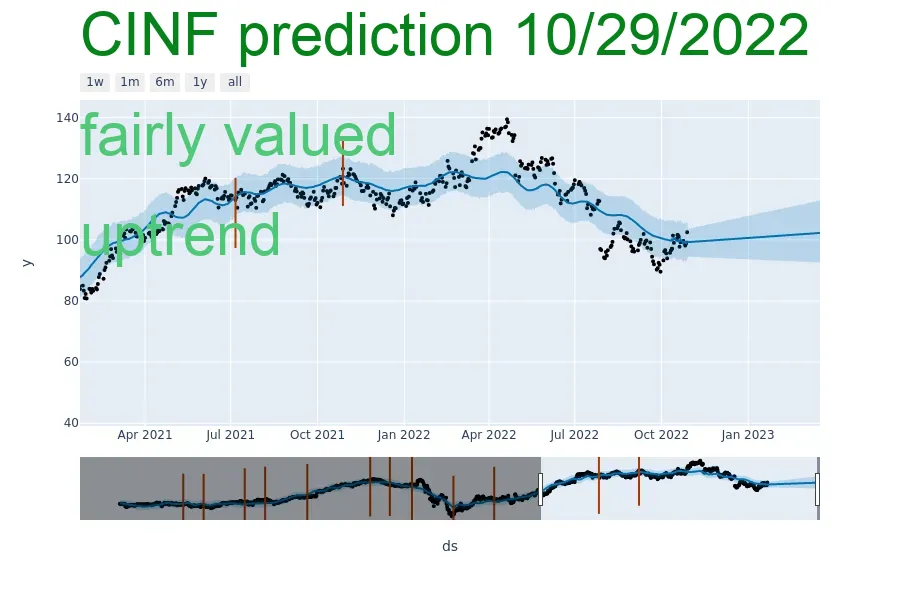 CINF prediction 10/29/2022
1w 1m 6m 1y all
fairly valued
uptrend
140
120
100
80
60
40
y
Apr 2021 Jul 2021 Oct 2021 Jan 2022 Apr 2022 Jul 2022 Oct 2022 Jan 2023
ds